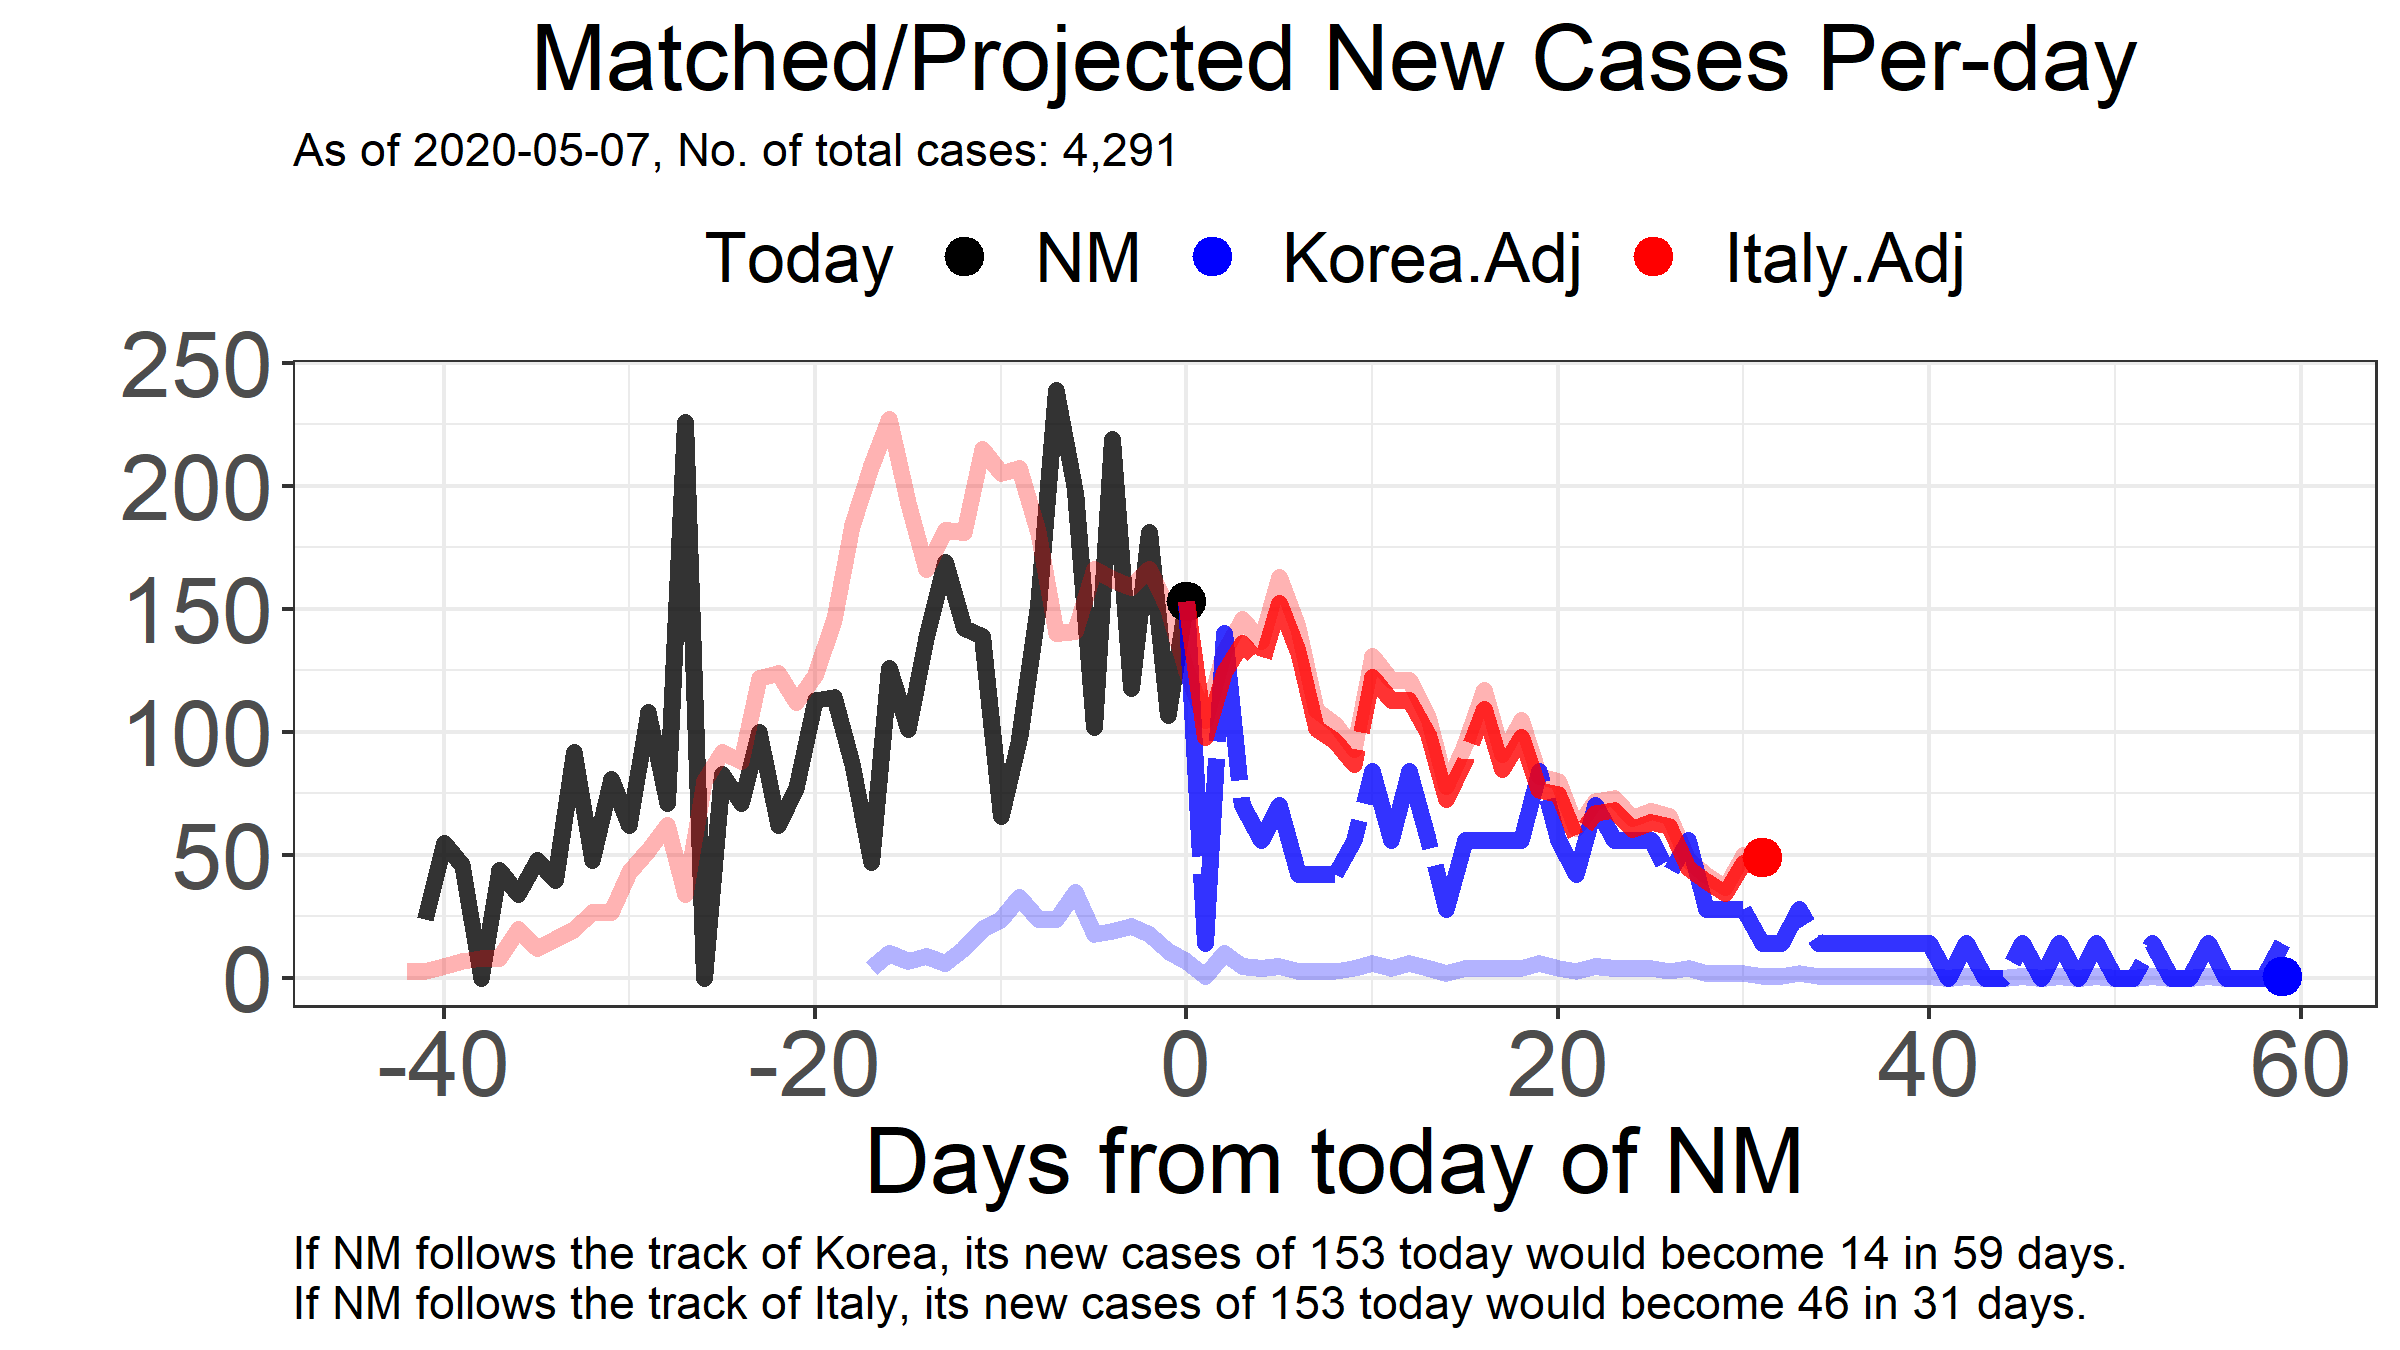 Matched/Projected New Cases Per-day
As of 2020-05-07, No. of total cases: 4,291
Today NM Korea.Adj Italy.Adj
250
200
150
100
50
0
-40 -20 0 20 40 60
Days from today of NM
If NM follows the track of Korea, its new cases of 153 today would become 14 in 59 days.
If NM follows the track of Italy, its new cases of 153 today would become 46 in 31 days.